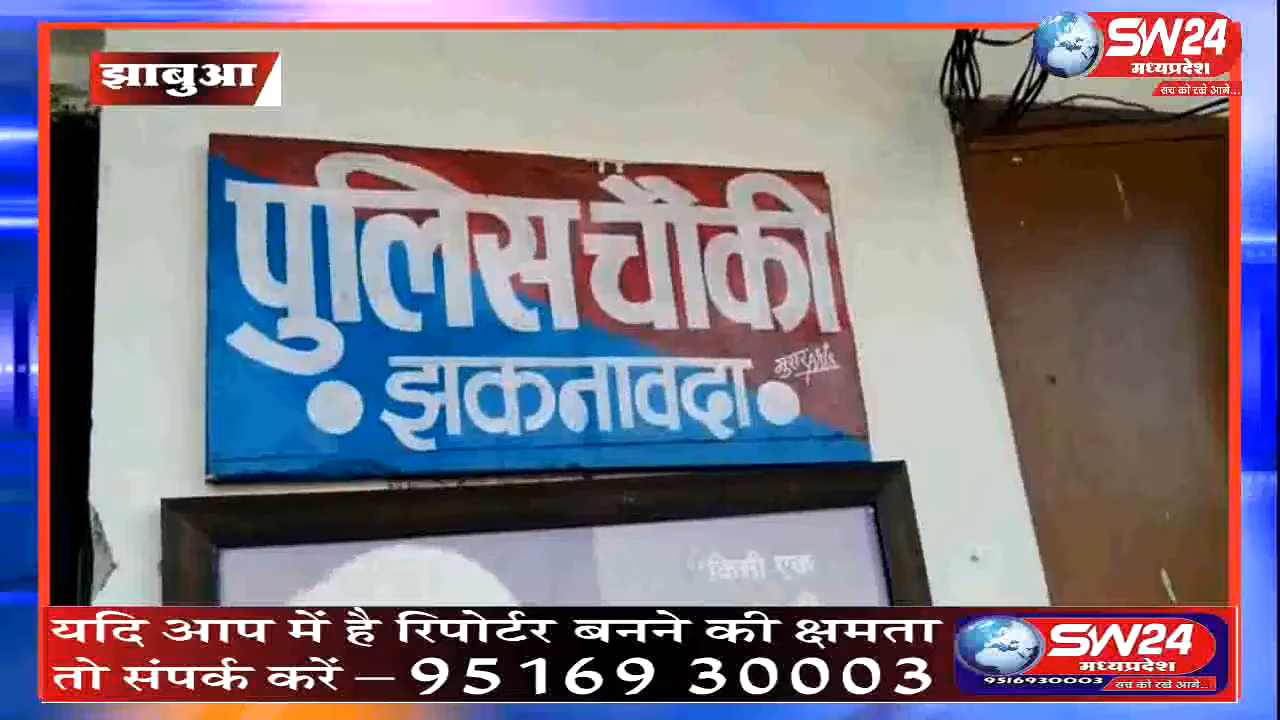 झाबुआ
SW24
मध्यप्रदेश
सच को रखे आगे...
पुलिस चौकी
झकनावदा
किसी एक
यदि आप में है रिपोर्टर बनने की क्षमता
तो संपर्क करें – 95169 30003
SW24
मध्यप्रदेश
9516930003
सच को रखे आगे...